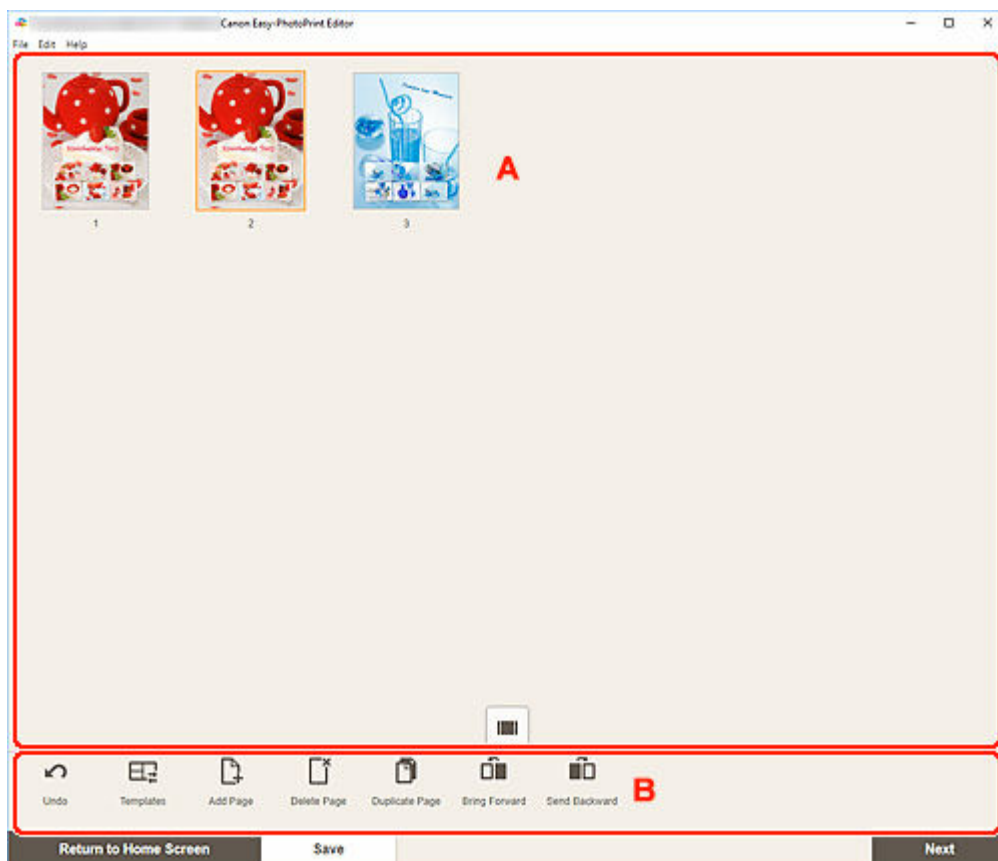 Canon Easy-PhotoPrint Editor
File Edit Help
A
1 2 3
Undo Templates Add Page Delete Page Duplicate Page Bring Forward Send Backward
B
Return to Home Screen Save Next